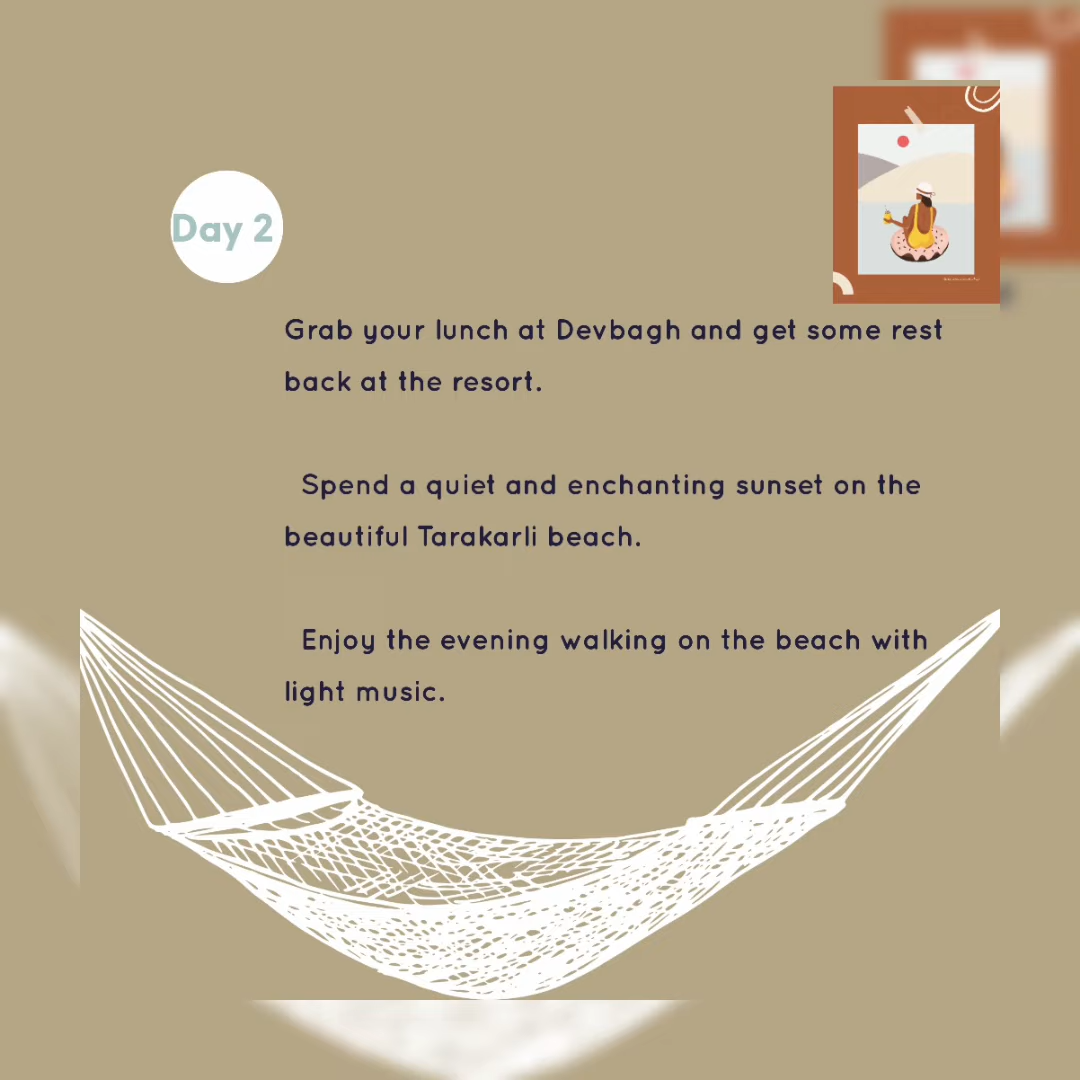 Day 2
Grab your lunch at Devbagh and get some rest
back at the resort.
Spend a quiet and enchanting sunset on the
beautiful Tarakarli beach.
Enjoy the evening walking on the beach with
light music.